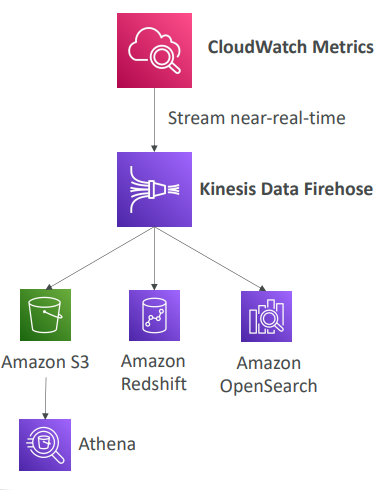 CloudWatch Metrics
Stream near-real-time
Kinesis Data Firehose
Amazon S3
Amazon
Redshift
Amazon
OpenSearch
Athena